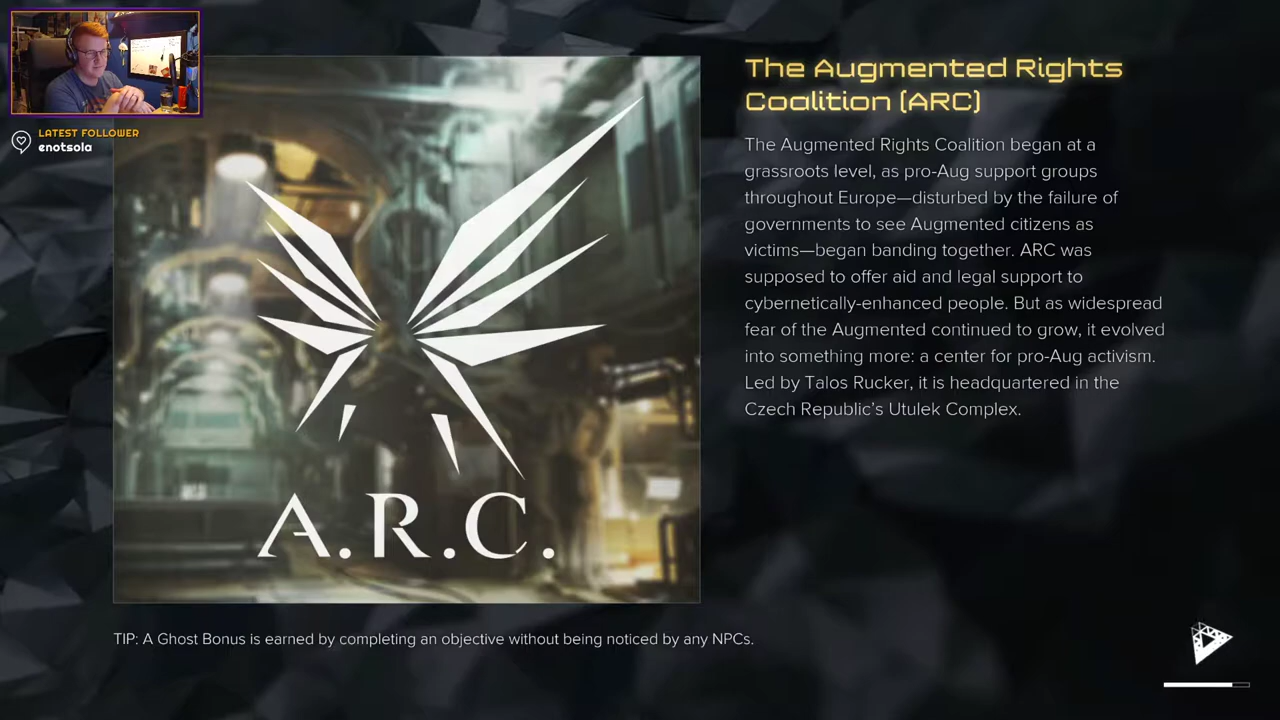 LATEST FOLLOWER
enotsola
The Augmented Rights
Coalition (ARC)
The Augmented Rights Coalition began at a
grassroots level, as pro-Aug support groups
throughout Europe—disturbed by the failure of
governments to see Augmented citizens as
victims—began banding together. ARC was
supposed to offer aid and legal support to
cybernetically-enhanced people. But as widespread
fear of the Augmented continued to grow, it evolved
into something more: a center for pro-Aug activism.
Led by Talos Rucker, it is headquartered in the
Czech Republic's Utulek Complex.
A.R.C.
TIP: A Ghost Bonus is earned by completing an objective without being noticed by any NPCs.